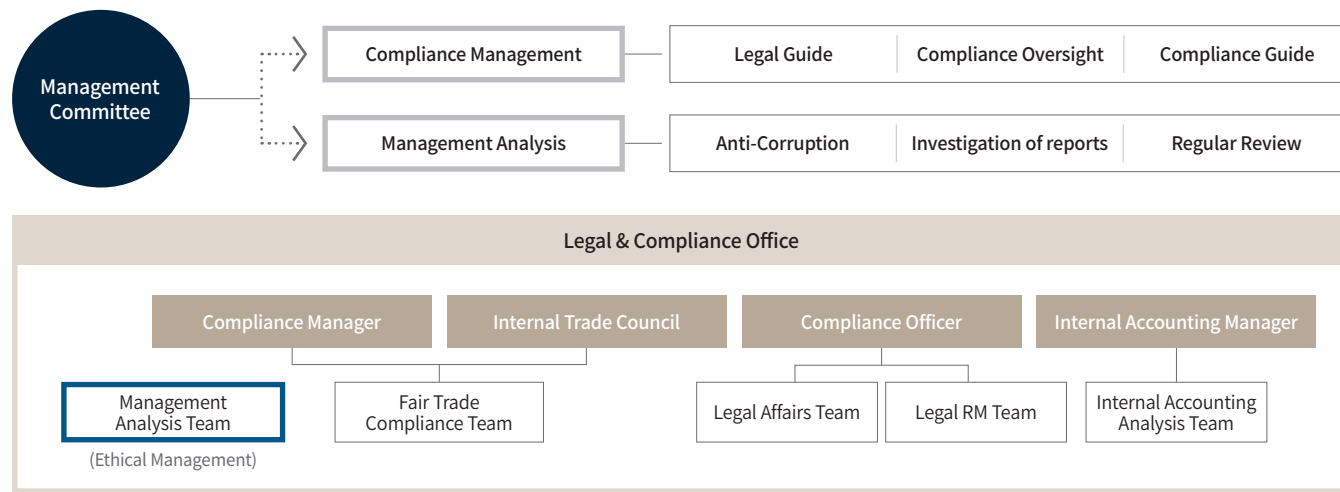 Management
Committee
Compliance Management
Legal Guide
Compliance Oversight
Compliance Guide
Management Analysis
Anti-Corruption
Investigation of reports
Regular Review
Legal & Compliance Office
Compliance Manager
Internal Trade Council
Compliance Officer
Internal Accounting Manager
Management
Analysis Team
(Ethical Management)
Fair Trade
Compliance Team
Legal Affairs Team
Legal RM Team
Internal Accounting
Analysis Team